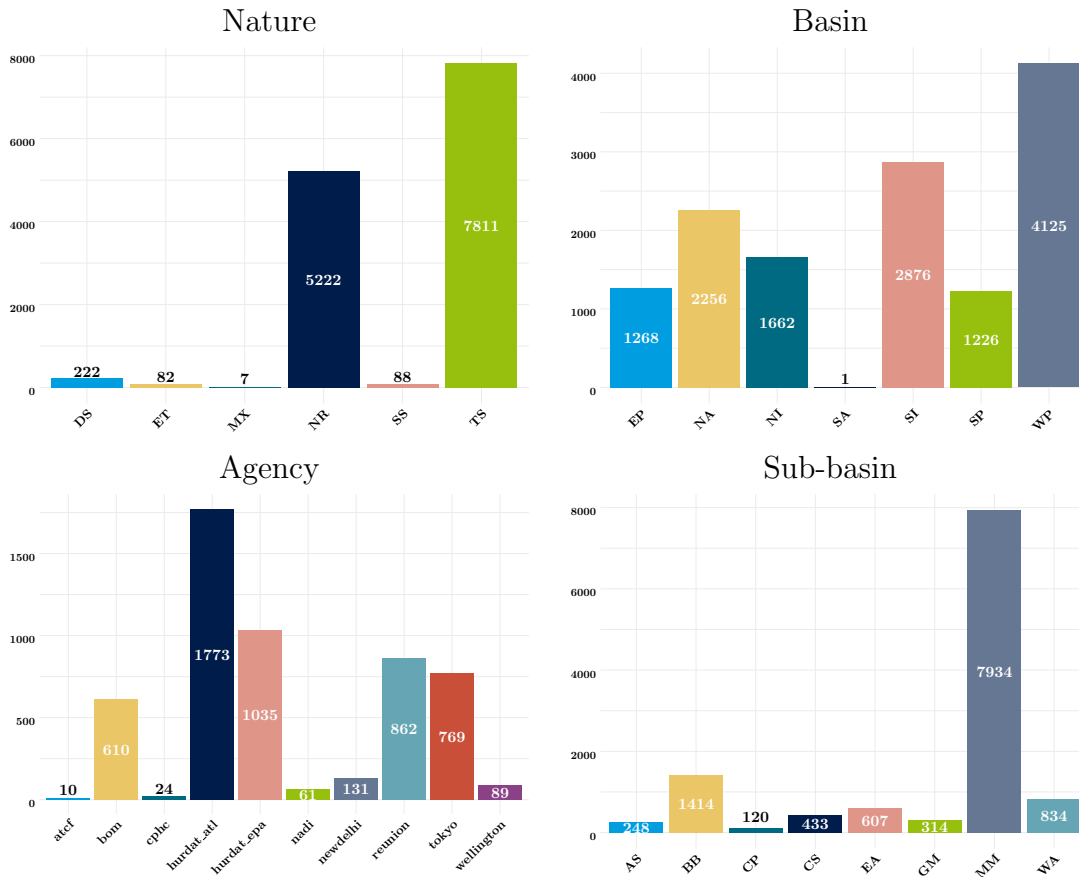 Nature
8000
6000
4000
2000
0
222
82
7
5222
88
7811
DS
ET
MX
NR
SS
TS
Basin
4000
3000
2000
1000
0
1268
2256
1662
1
2876
1226
4125
EP
NA
NI
SA
SI
SP
WP
Agency
1500
1000
500
0
10
610
24
1773
1035
61
131
862
769
89
atcf
bom
cphc
hurdat_atl
hurdat_epa
nadi
newdelhi
reunion
tokyo
wellington
Sub-basin
8000
6000
4000
2000
0
248
1414
120
433
607
314
7934
834
AS
BB
CP
CS
EA
GM
MM
WA